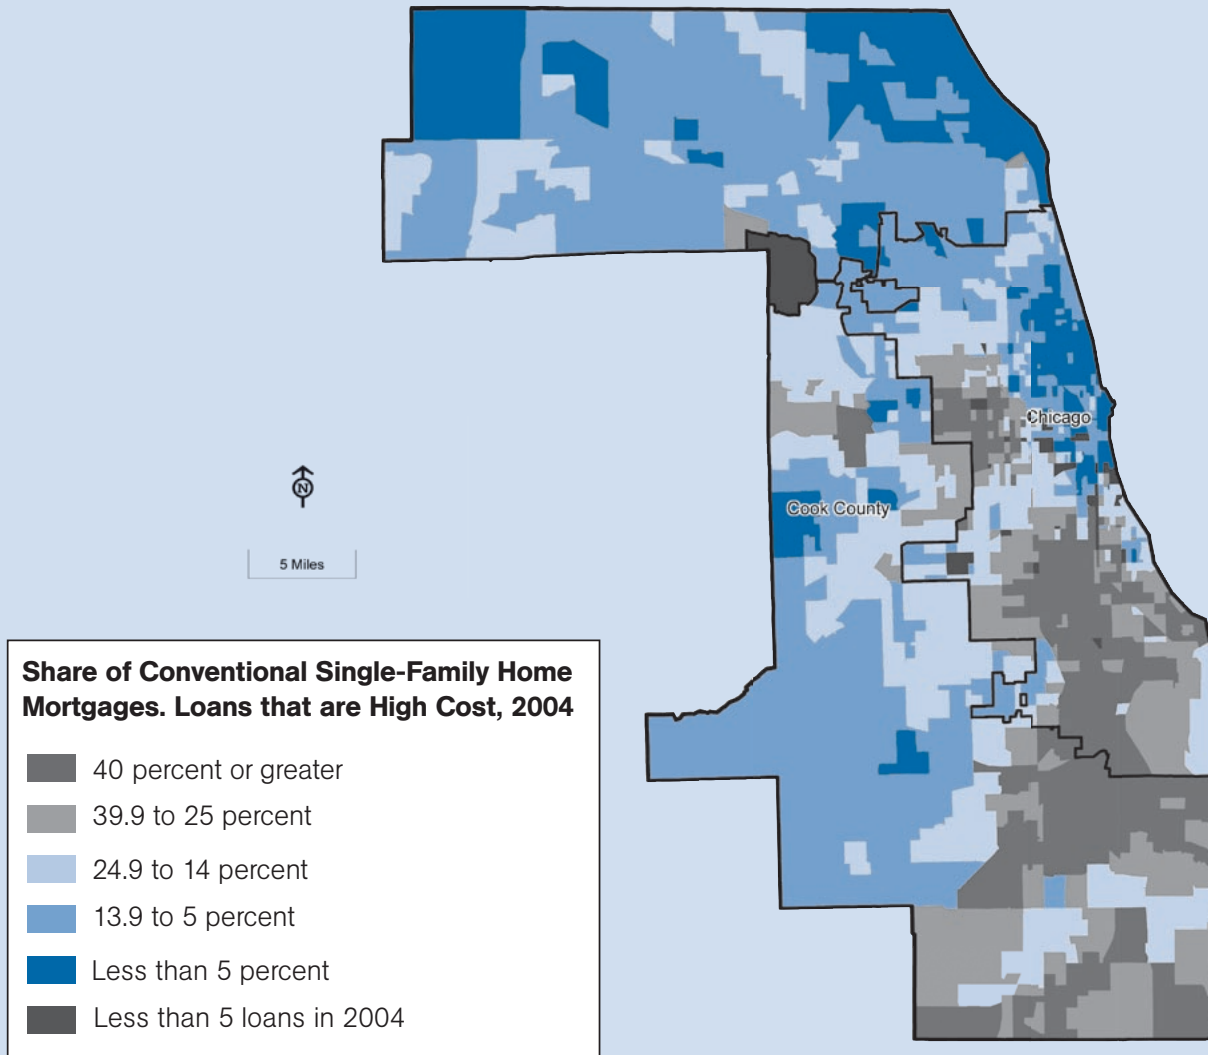 Chicago
Cook County
N
5 Miles
Share of Conventional Single-Family Home
Mortgages. Loans that are High Cost, 2004
40 percent or greater
39.9 to 25 percent
24.9 to 14 percent
13.9 to 5 percent
Less than 5 percent
Less than 5 loans in 2004